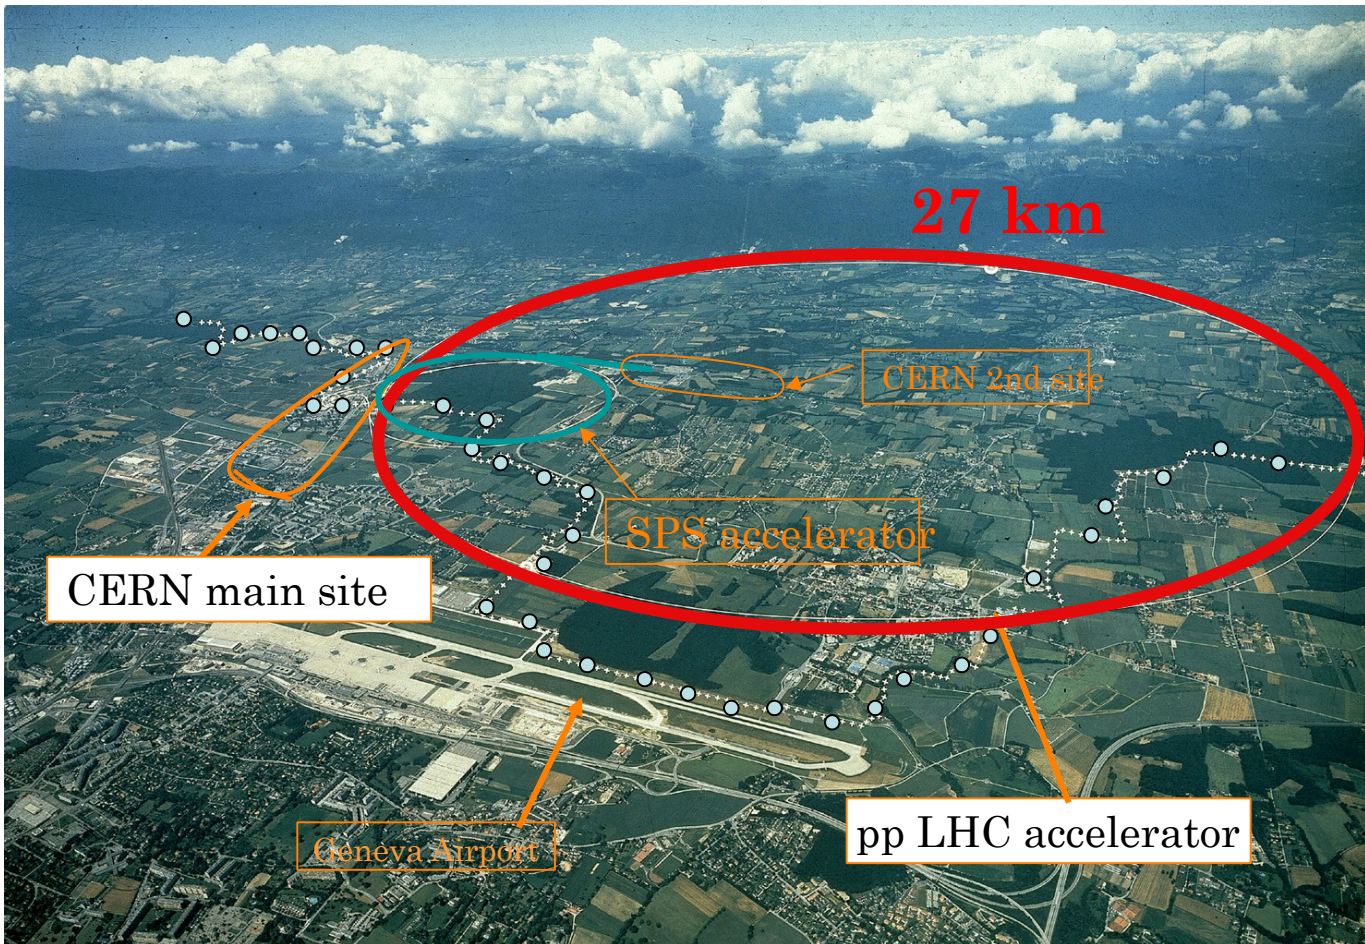 27 km
CERN 2nd site
SPS accelerator
CERN main site
pp LHC accelerator
Geneva Airport